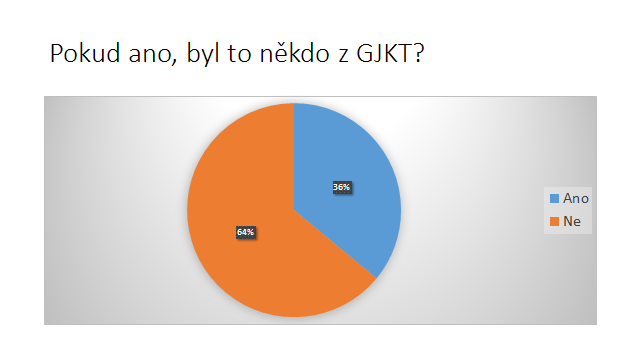 Pokud ano, byl to někdo z GJKT?
36%
64%
Ano
Ne